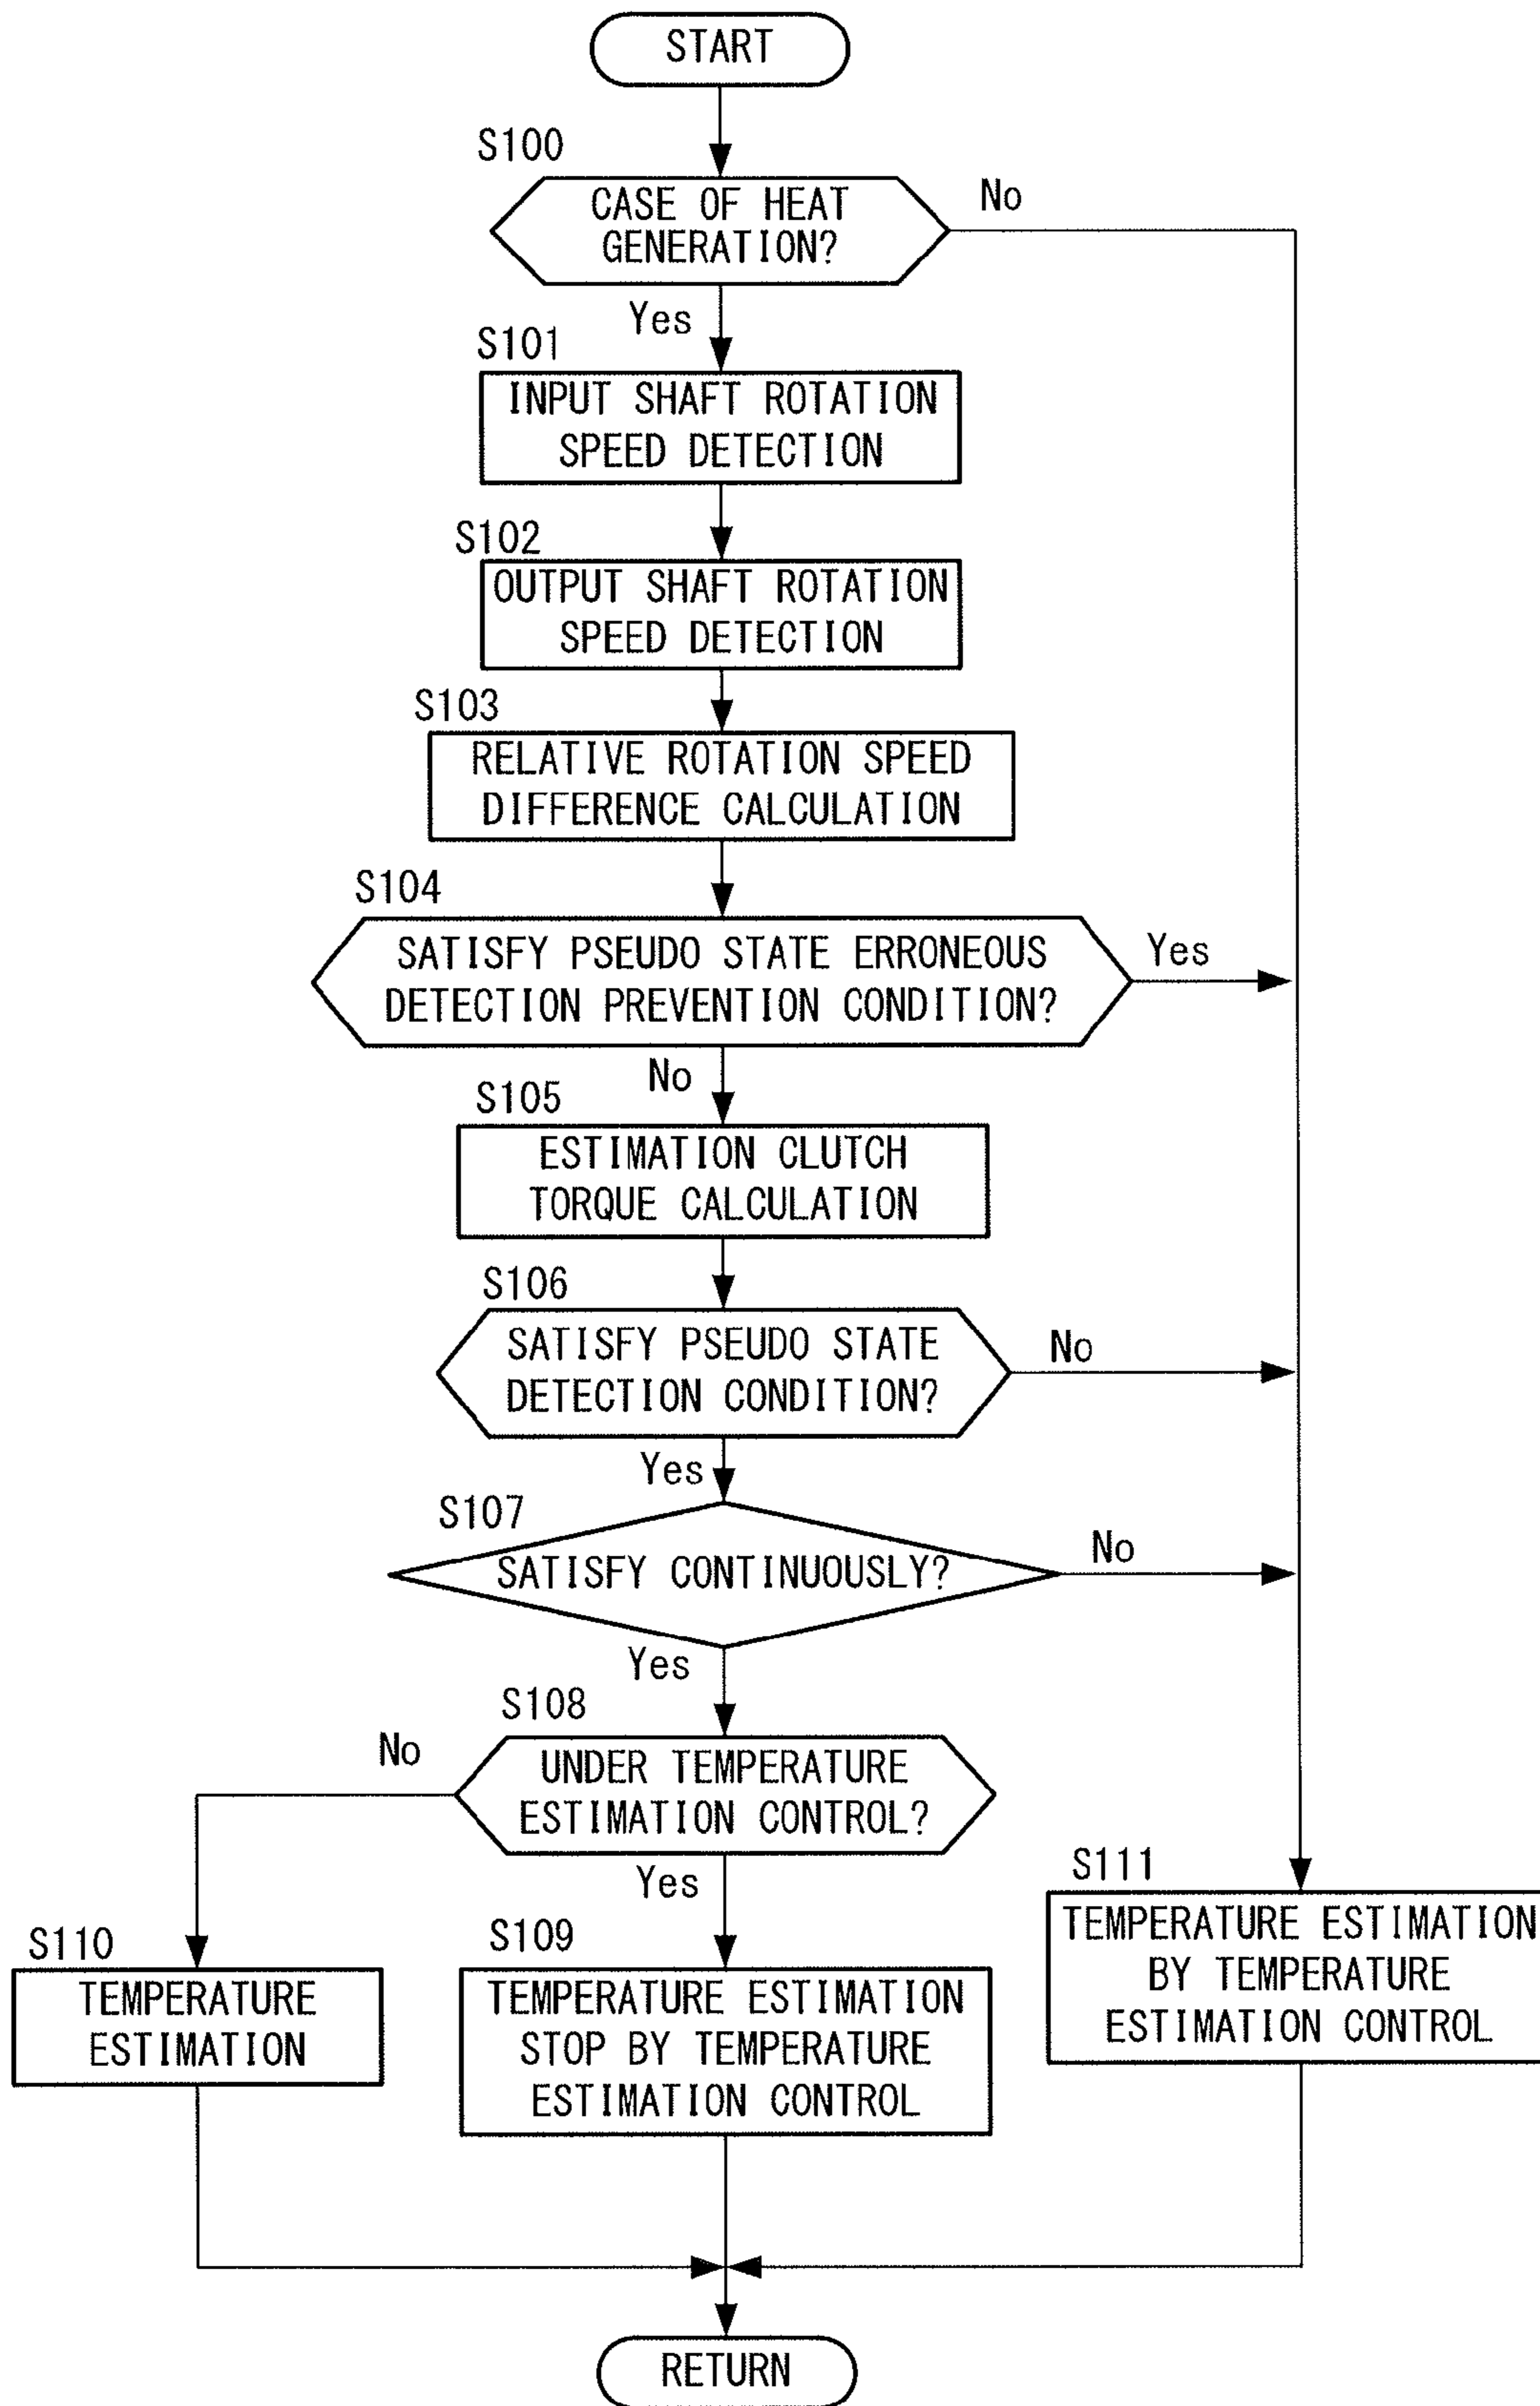 START
S100
CASE OF HEAT
GENERATION?
No
Yes
S101
INPUT SHAFT ROTATION
SPEED DETECTION
S102
OUTPUT SHAFT ROTATION
SPEED DETECTION
S103
RELATIVE ROTATION SPEED
DIFFERENCE CALCULATION
S104
SATISFY PSEUDO STATE ERRONEOUS
DETECTION PREVENTION CONDITION?
Yes
No
S105
ESTIMATION CLUTCH
TORQUE CALCULATION
S106
SATISFY PSEUDO STATE
DETECTION CONDITION?
No
Yes
S107
SATISFY CONTINUOUSLY?
No
Yes
S108
UNDER TEMPERATURE
ESTIMATION CONTROL?
No
Yes
S110
TEMPERATURE
ESTIMATION
S109
TEMPERATURE ESTIMATION
STOP BY TEMPERATURE
ESTIMATION CONTROL
S111
TEMPERATURE ESTIMATION
BY TEMPERATURE
ESTIMATION CONTROL
RETURN